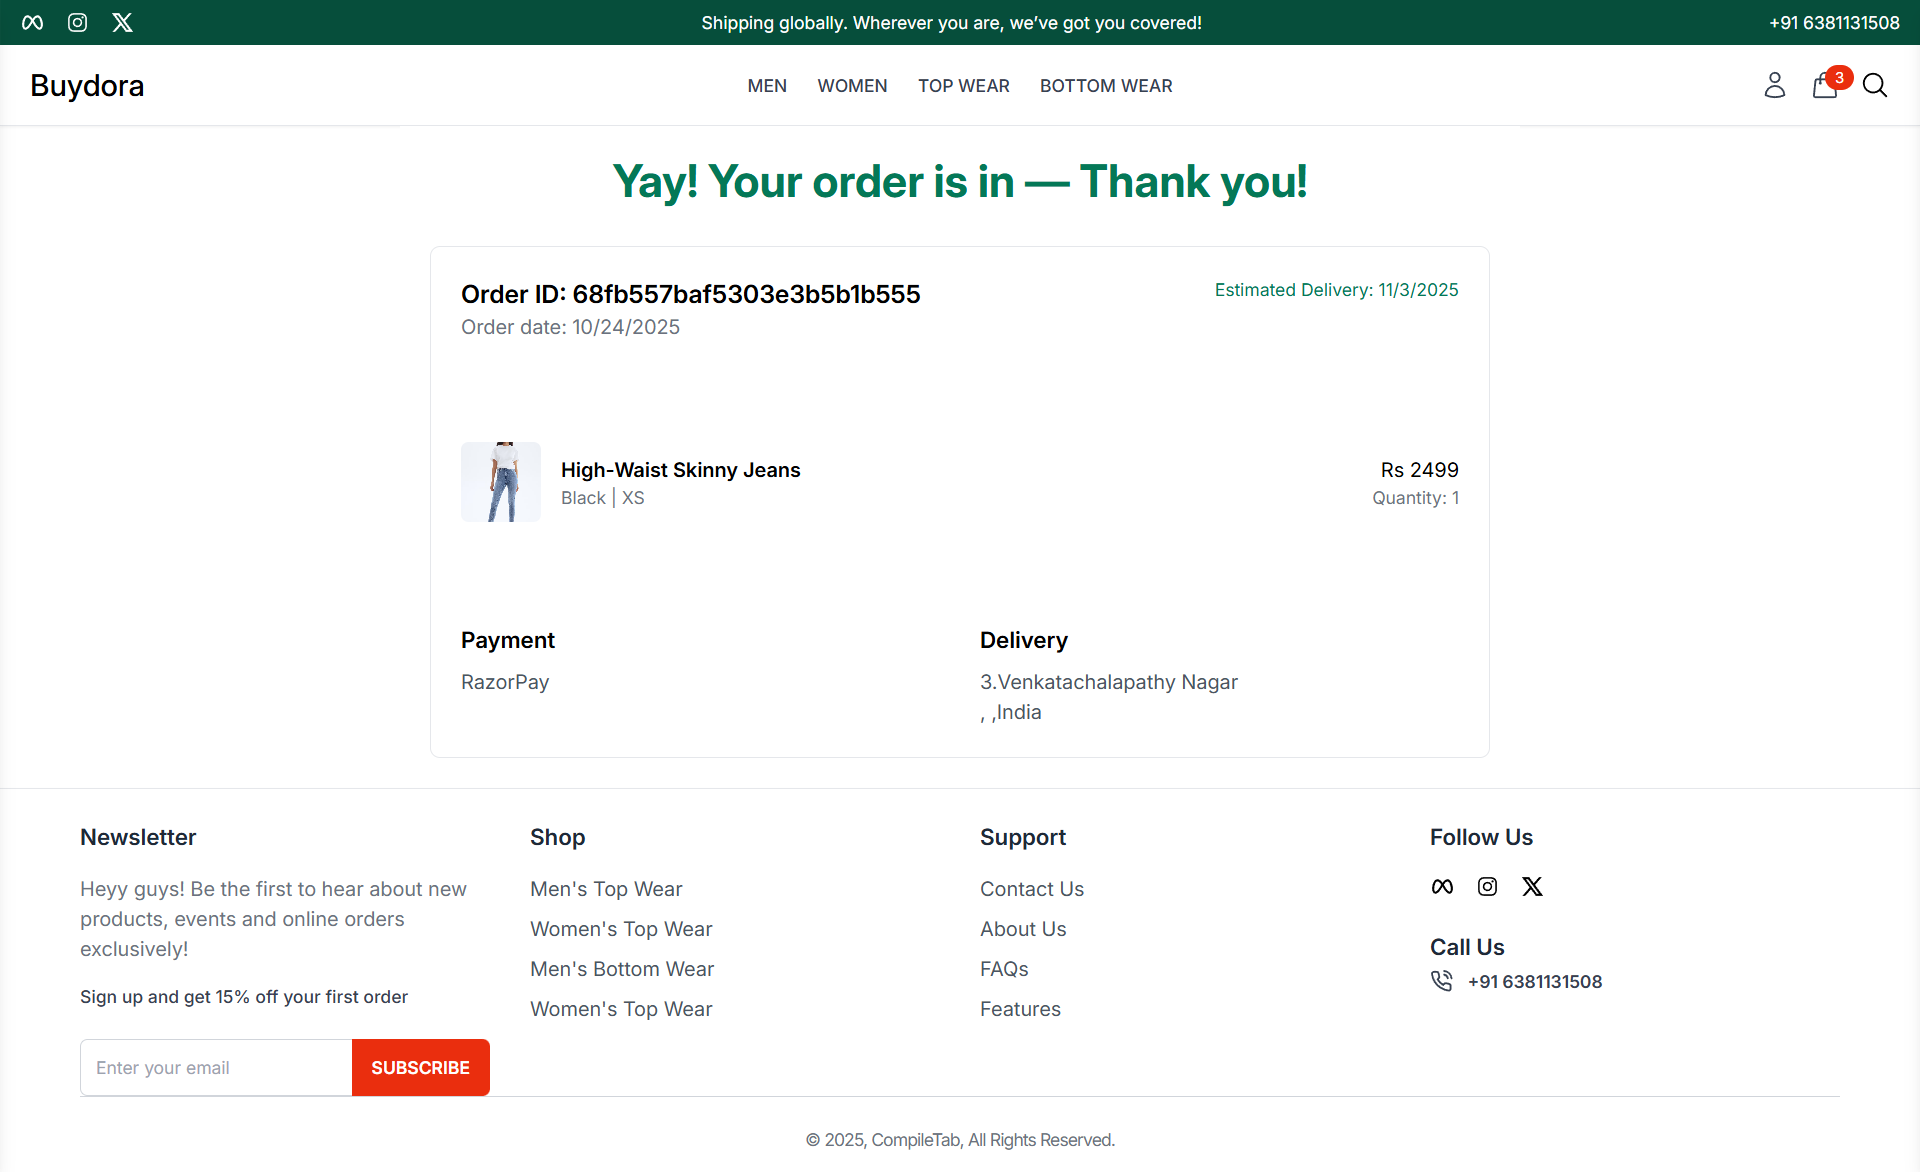 Shipping globally. Wherever you are, we’ve got you covered!
+91 6381131508
Buydora
MEN
WOMEN
TOP WEAR
BOTTOM WEAR
3
Yay! Your order is in — Thank you!
Order ID: 68fb557baf5303e3b5b1b555
Estimated Delivery: 11/3/2025
Order date: 10/24/2025
High-Waist Skinny Jeans
Rs 2499
Black | XS
Quantity: 1
Payment
RazorPay
Delivery
3.Venkatachalapathy Nagar
, ,India
Newsletter
Heyy guys! Be the first to hear about new
products, events and online orders
exclusively!
Sign up and get 15% off your first order
Enter your email
SUBSCRIBE
Shop
Men's Top Wear
Women's Top Wear
Men's Bottom Wear
Women's Top Wear
Support
Contact Us
About Us
FAQs
Features
Follow Us
Call Us
+91 6381131508
© 2025, CompileTab, All Rights Reserved.